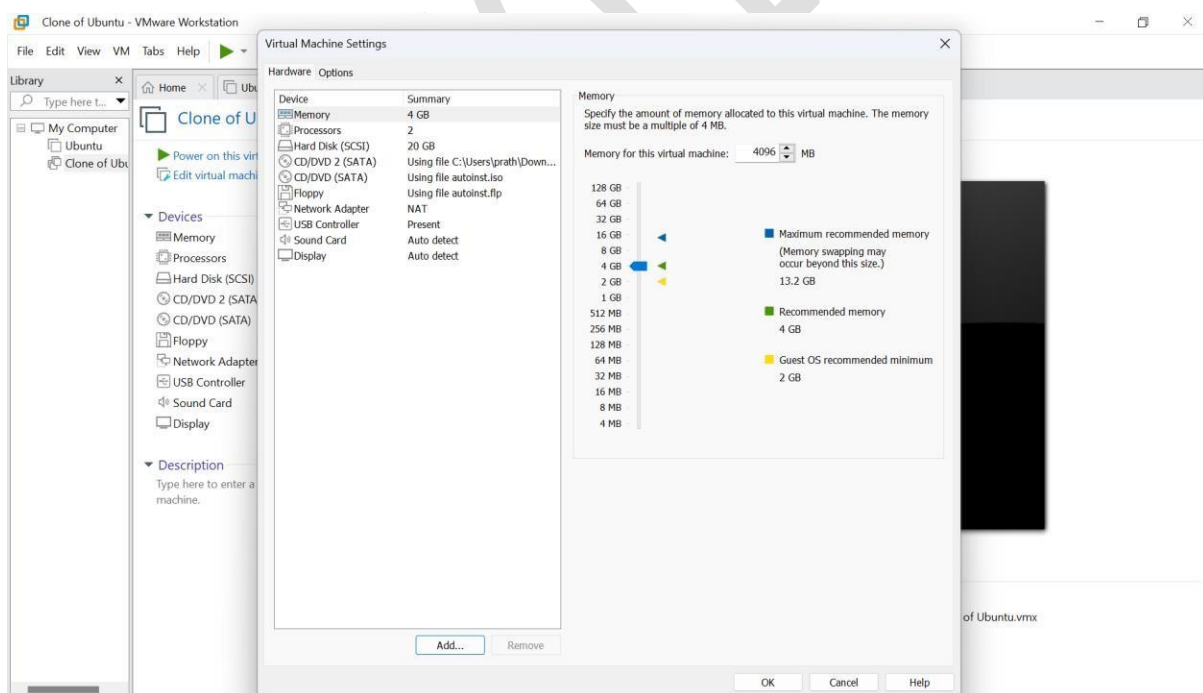 Clone of Ubuntu - VMware Workstation
File Edit View VM Tabs Help
Library
Type here t...
My Computer
Ubuntu
Clone of Ubu
Home
Ubu
Clone of U
Power on this virt
Edit virtual machi
Devices
Memory
Processors
Hard Disk (SCSI)
CD/DVD 2 (SATA
CD/DVD (SATA)
Floppy
Network Adapter
USB Controller
Sound Card
Display
Description
Type here to enter a
machine.
Virtual Machine Settings
Hardware Options
Device Summary
Memory 4 GB
Processors 2
Hard Disk (SCSI) 20 GB
CD/DVD 2 (SATA) Using file C:\Users\prath\Down...
CD/DVD (SATA) Using file autoinst.iso
Floppy Using file autoinst.flp
Network Adapter NAT
USB Controller Present
Sound Card Auto detect
Display Auto detect
Add... Remove
Memory
Specify the amount of memory allocated to this virtual machine. The memory
size must be a multiple of 4 MB.
Memory for this virtual machine: 4096 MB
128 GB
64 GB
32 GB
16 GB
8 GB
4 GB
2 GB
1 GB
512 MB
256 MB
128 MB
64 MB
32 MB
16 MB
8 MB
4 MB
Maximum recommended memory
(Memory swapping may
occur beyond this size.)
13.2 GB
Recommended memory
4 GB
Guest OS recommended minimum
2 GB
OK Cancel Help
of Ubuntu.vmx